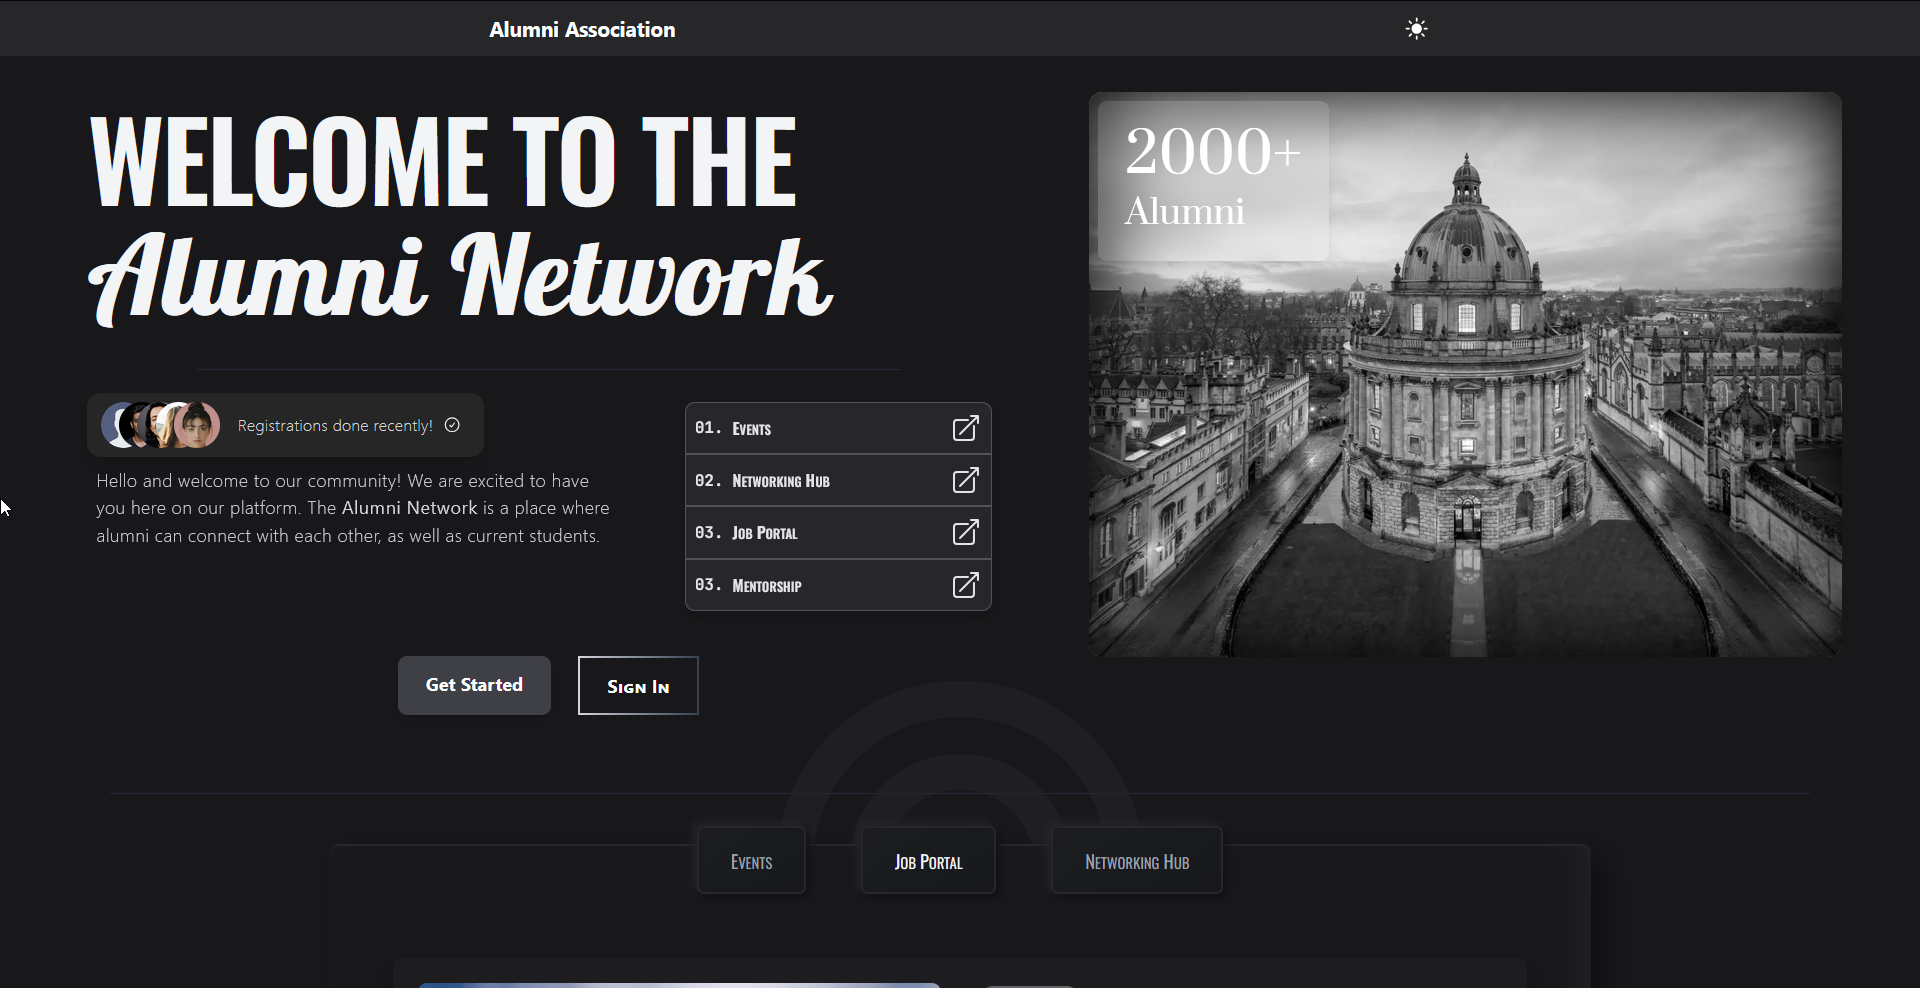 Alumni Association
WELCOME TO THE
Alumni Network
2000+
Alumni
Registrations done recently!
Hello and welcome to our community! We are excited to have
you here on our platform. The Alumni Network is a place where
alumni can connect with each other, as well as current students.
01. Events
02. Networking Hub
03. Job Portal
03. Mentorship
Get Started
Sign In
Events
Job Portal
Networking Hub